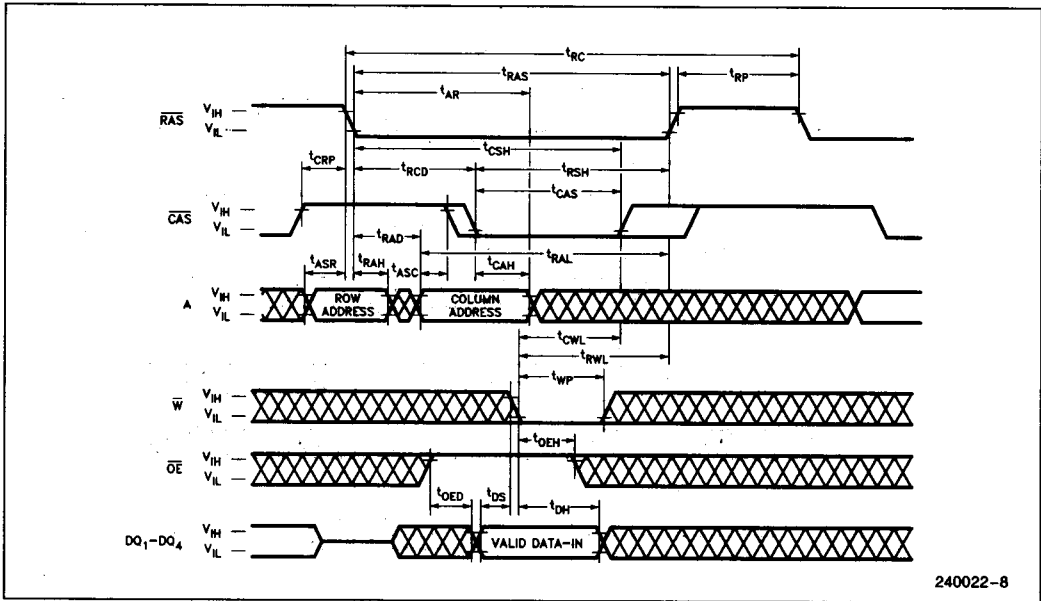 tRC
tRAS
tRP
tAR
RAS
VIH
VIL
tCSH
tCRP
tRCD
tRSH
tCAS
CAS
VIH
VIL
tRAD
tRAL
tASR
tRAH
tASC
tCAH
A
VIH
VIL
ROW
ADDRESS
COLUMN
ADDRESS
tCWL
tRWL
tWP
W
VIH
VIL
tOEH
OE
VIH
VIL
tOED
tDS
tDH
DQ1-DQ4
VIH
VIL
VALID DATA-IN
240022-8